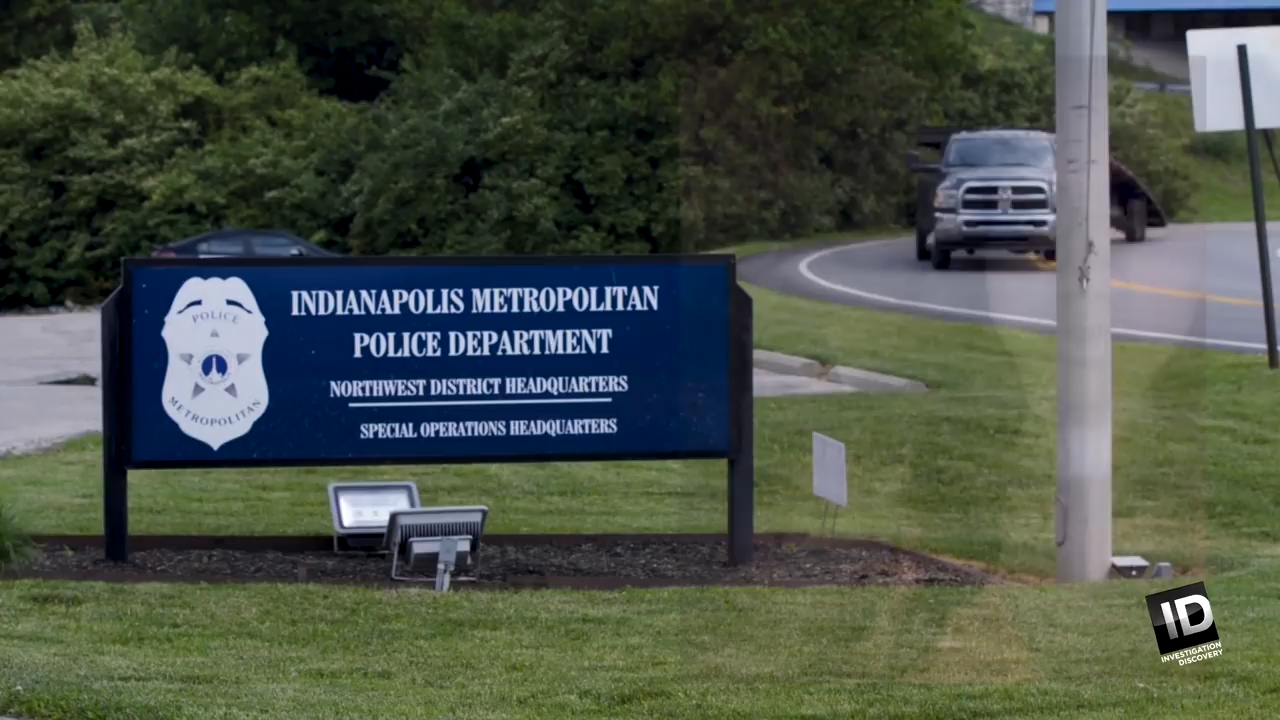 INDIANAPOLIS METROPOLITAN
POLICE DEPARTMENT
NORTHWEST DISTRICT HEADQUARTERS
SPECIAL OPERATIONS HEADQUARTERS
POLICE
METROPOLITAN
ID
INVESTIGATION
DISCOVERY